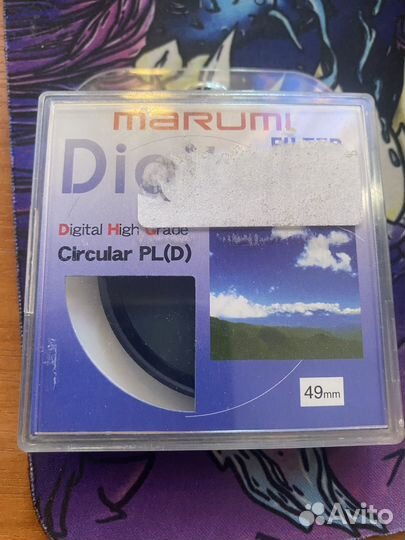 marumi
FILTER
Digital High Grade
Circular PL(D)
49mm
Avito